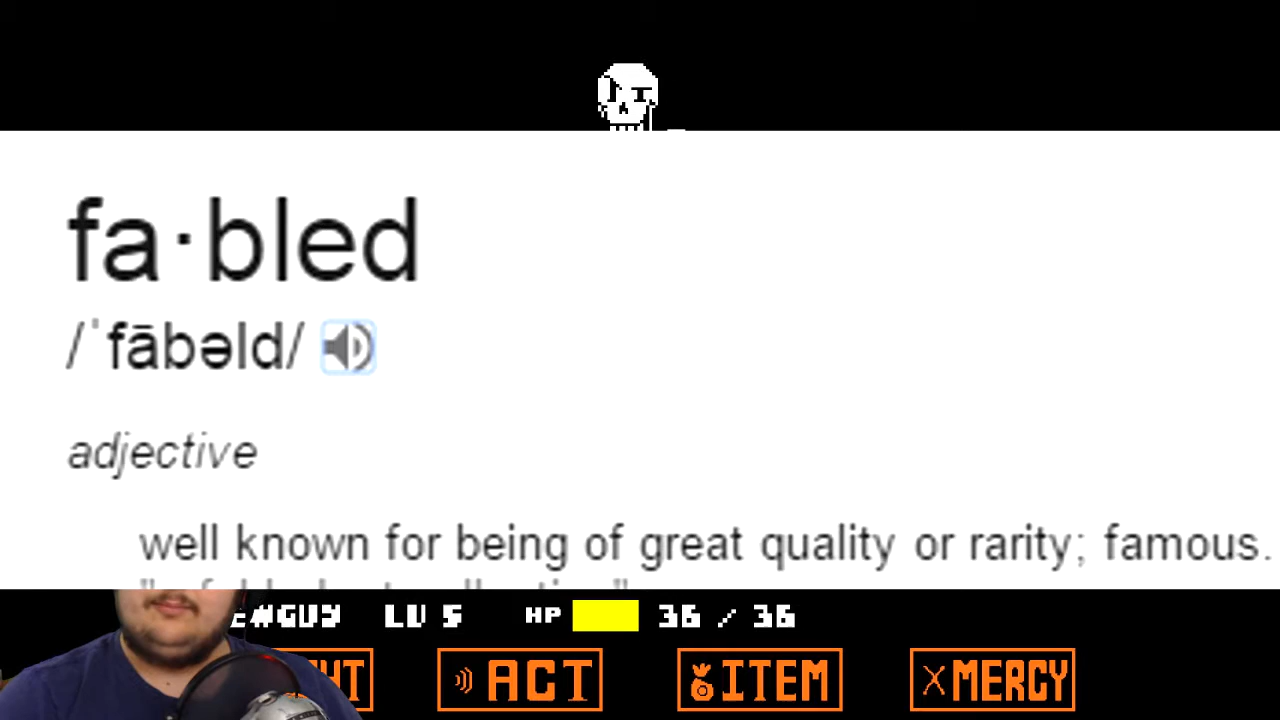 fa·bled
/ˈfābəld/
adjective
well known for being of great quality or rarity; famous.
LV 5 HP 36 / 36
ACT ITEM MERCY